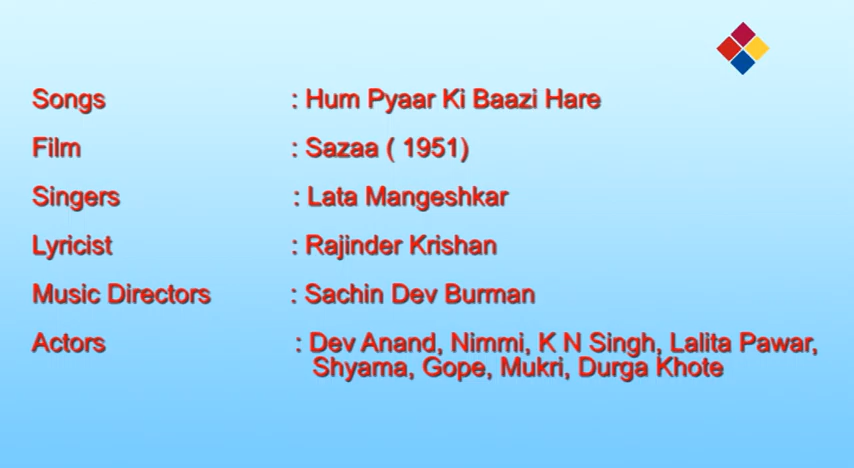 Songs : Hum Pyaar Ki Baazi Hare
Film : Sazaa ( 1951)
Singers : Lata Mangeshkar
Lyricist : Rajinder Krishan
Music Directors : Sachin Dev Burman
Actors : Dev Anand, Nimmi, K N Singh, Lalita Pawar,
Shyama, Gope, Mukri, Durga Khote